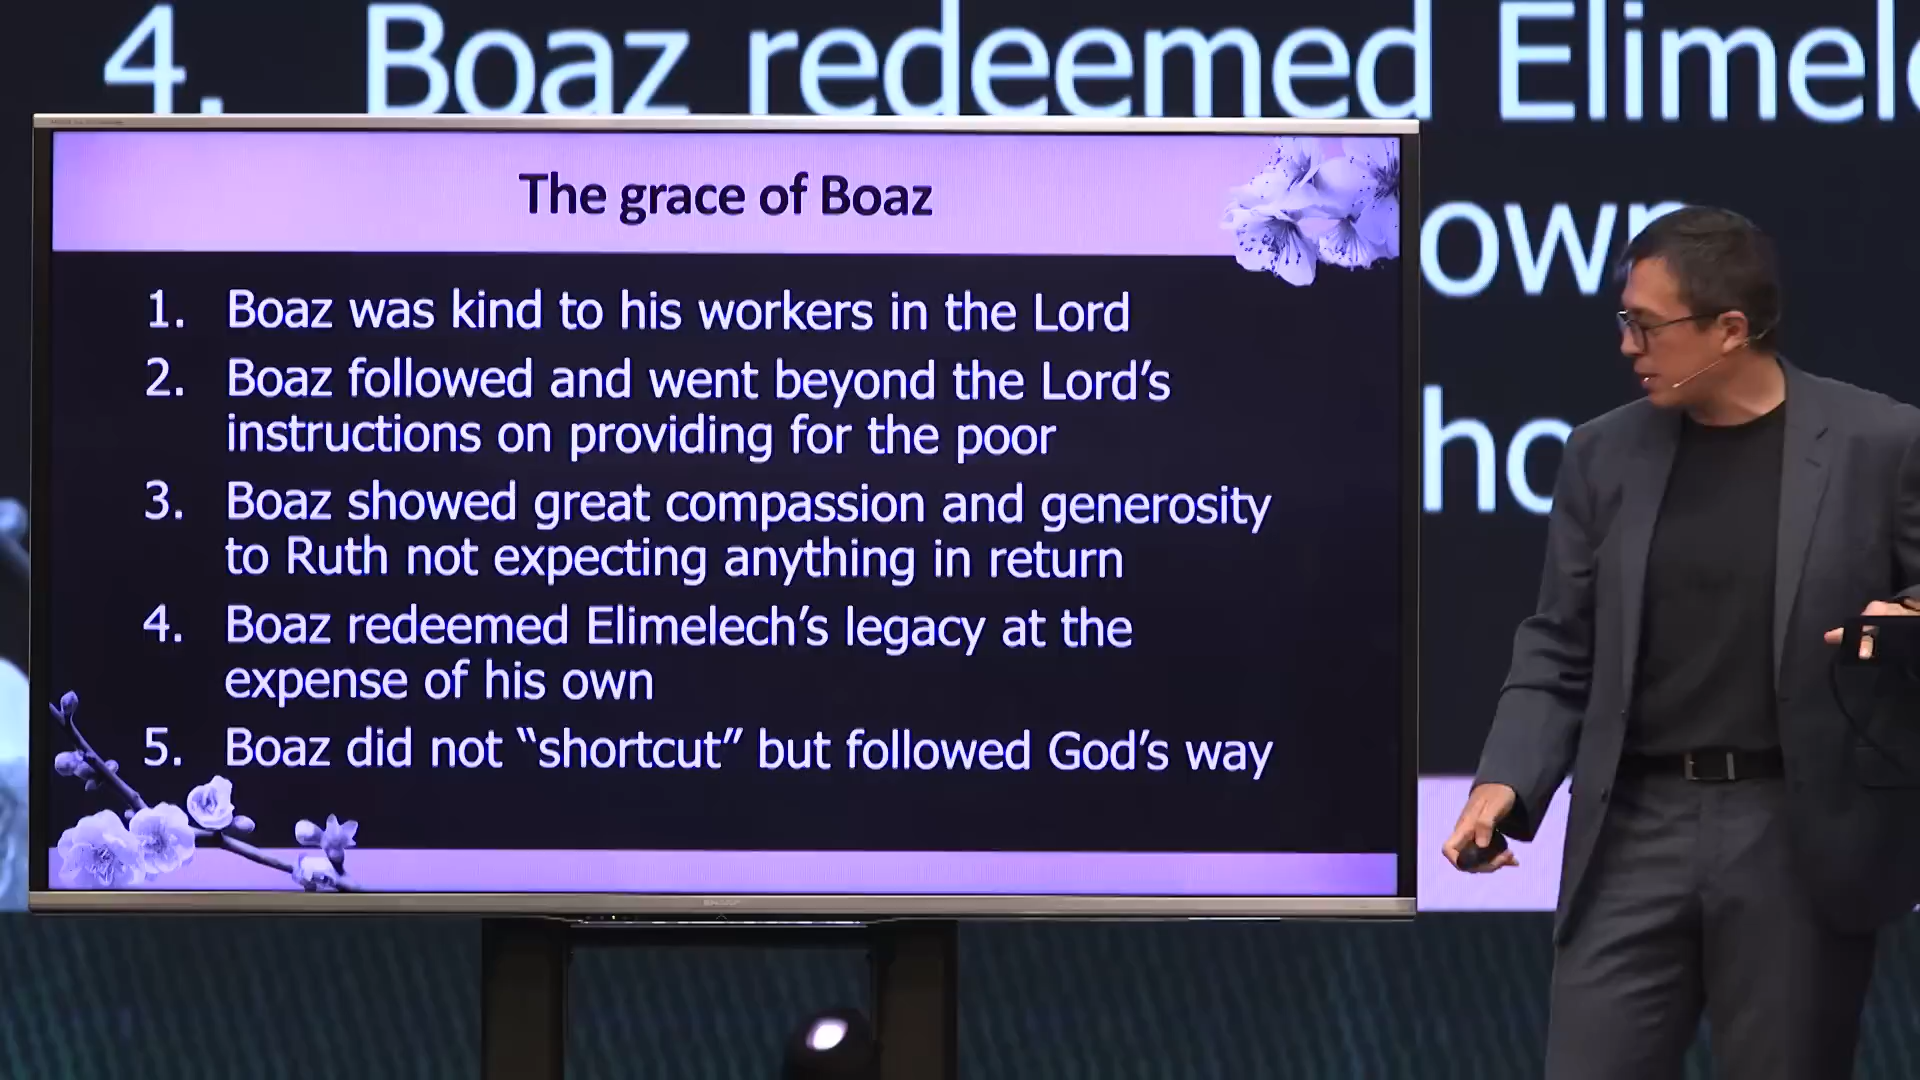 4. Boaz redeemed Elimele
own
ho
The grace of Boaz
1. Boaz was kind to his workers in the Lord
2. Boaz followed and went beyond the Lord’s
instructions on providing for the poor
3. Boaz showed great compassion and generosity
to Ruth not expecting anything in return
4. Boaz redeemed Elimelech’s legacy at the
expense of his own
5. Boaz did not “shortcut” but followed God’s way
SHARP